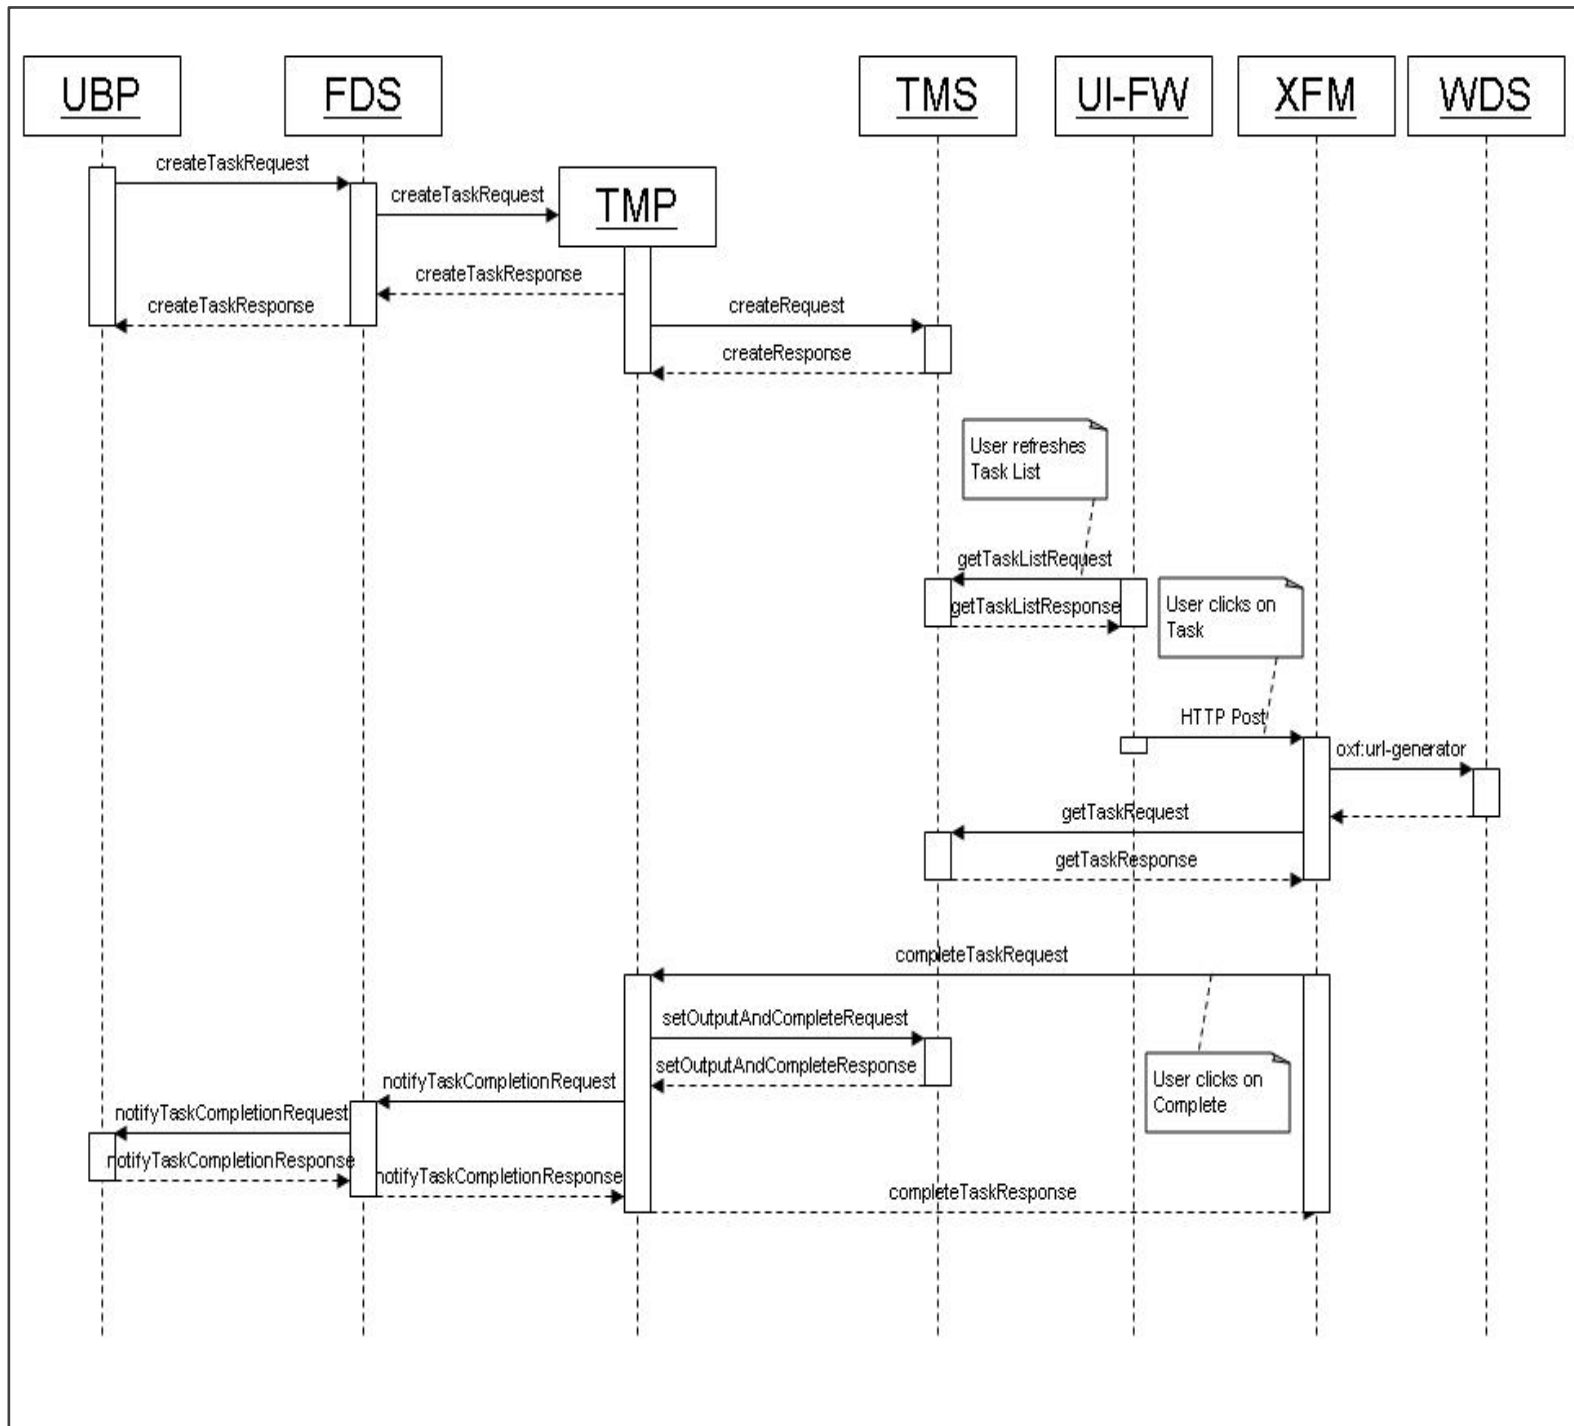 UBP
FDS
TMS
UI-FW
XFM
WDS
createTaskRequest
createTaskRequest
TMP
createTaskResponse
createTaskResponse
createRequest
createResponse
User refreshes
Task List
getTaskListRequest
getTaskListResponse
User clicks on
Task
HTTP Post
oxf:url-generator
getTaskRequest
getTaskResponse
completeTaskRequest
setOutputAndCompleteRequest
setOutputAndCompleteResponse
notifyTaskCompletionRequest
User clicks on
Complete
notifyTaskCompletionRequest
notifyTaskCompletionResponse
notifyTaskCompletionResponse
completeTaskResponse